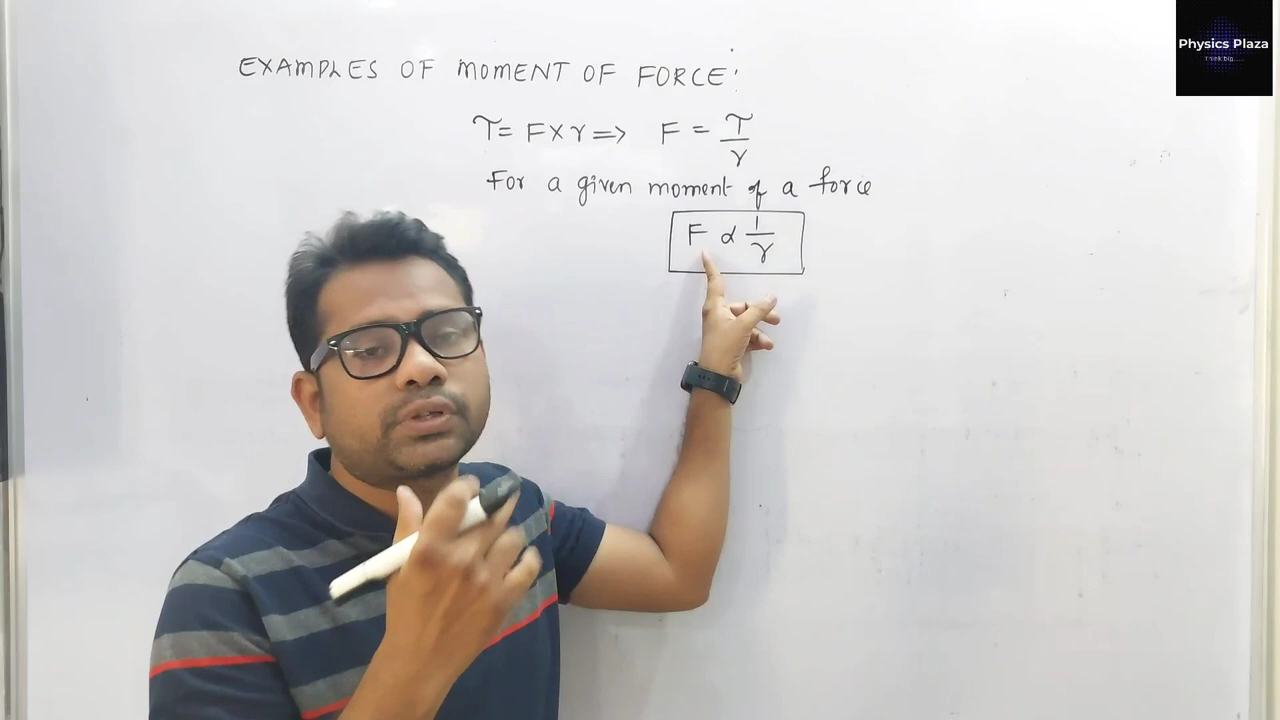 EXAMPLES OF MOMENT OF FORCE:
τ = F × r => F = τ / r
For a given moment of a force
F ∝ 1 / r
Physics Plaza